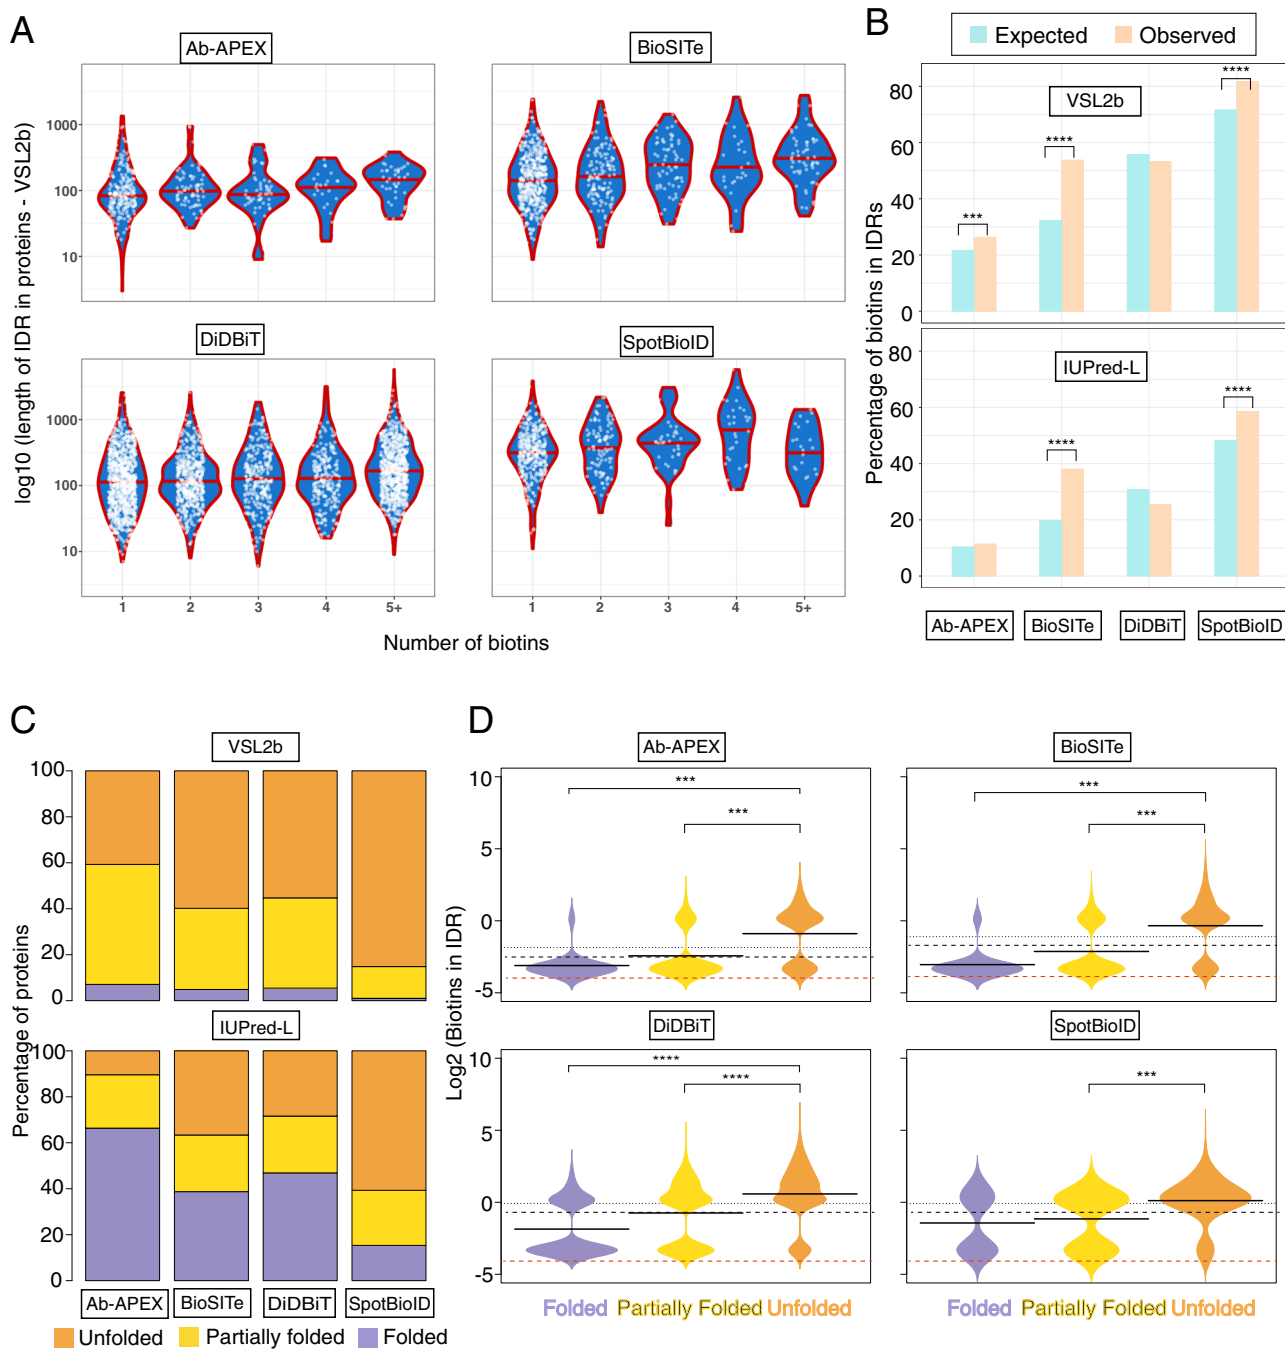 A
Ab-APEX
BioSITe
1000
100
10
DiDBiT
SpotBioID
1000
100
10
1 2 3 4 5+
1 2 3 4 5+
log10 (length of IDR in proteins - VSL2b)
Number of biotins
B
Expected Observed
VSL2b
80
60
40
20
0
***
****
****
IUPred-L
80
60
40
20
0
****
****
Percentage of biotins in IDRs
Ab-APEX BioSITe DiDBiT SpotBioID
C
VSL2b
100
80
60
40
20
0
IUPred-L
100
80
60
40
20
0
Percentage of proteins
Ab-APEX BioSITe DiDBiT SpotBioID
Unfolded Partially folded Folded
D
Ab-APEX
BioSITe
10
5
0
-5
***
***
***
***
DiDBiT
SpotBioID
10
5
0
-5
****
****
***
Log2 (Biotins in IDR)
Folded Partially Folded Unfolded
Folded Partially Folded Unfolded